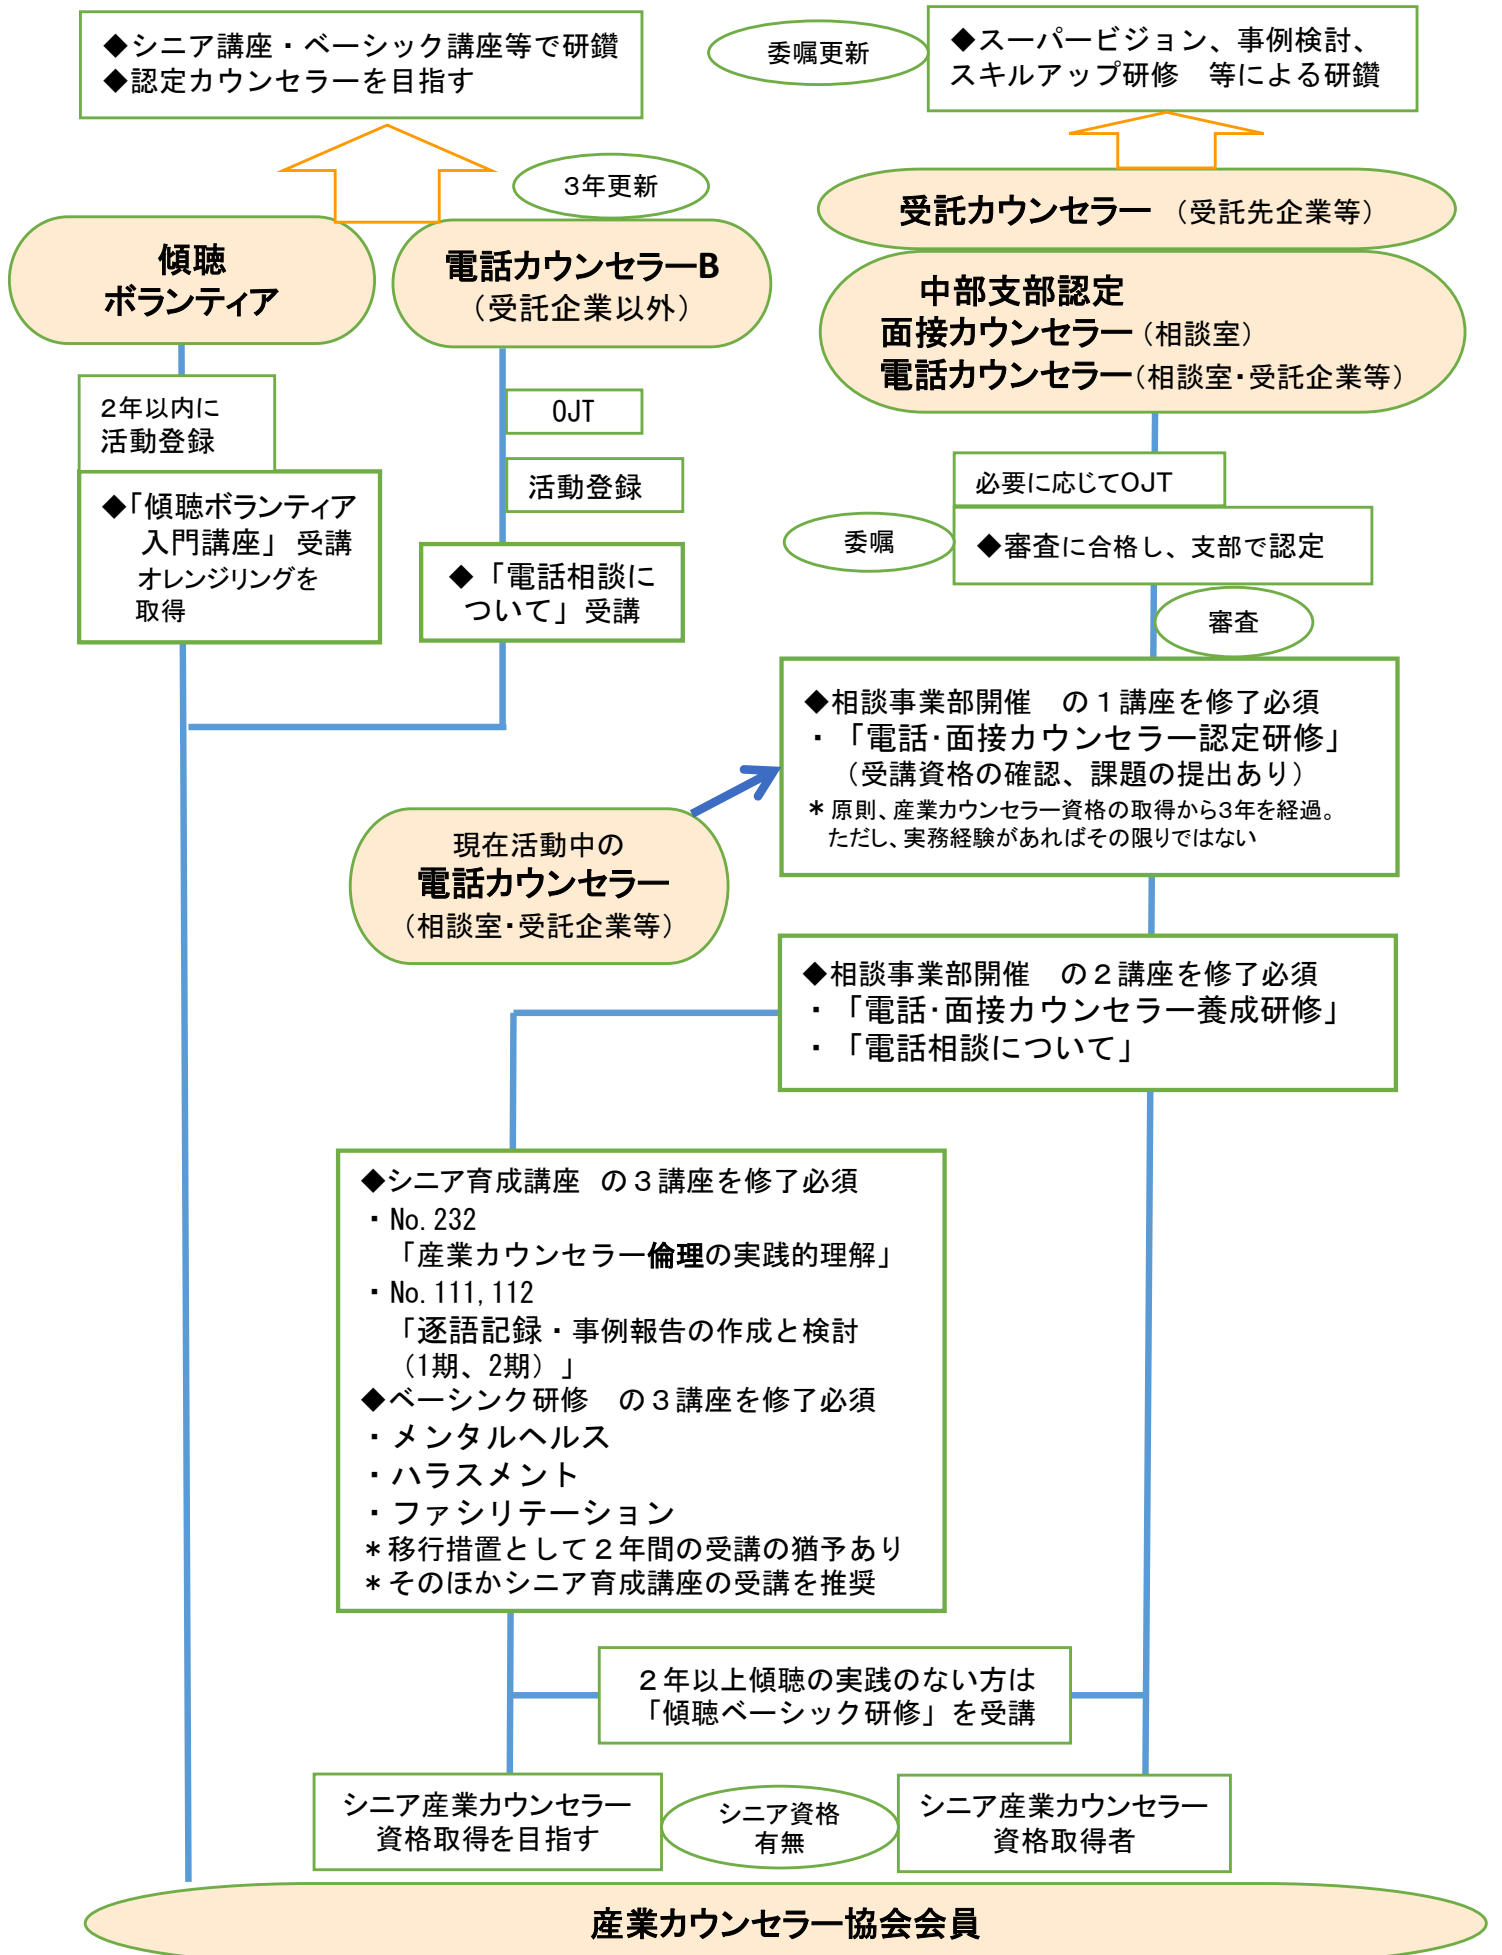 ◆シニア講座・ベーシック講座等で研鑽
◆認定カウンセラーを目指す
委嘱更新
◆スーパービジョン、事例検討、
スキルアップ研修　等による研鑽
３年更新
受託カウンセラー （受託先企業等）
傾聴
ボランティア
電話カウンセラーB
（受託企業以外）
中部支部認定
面接カウンセラー（相談室）
電話カウンセラー（相談室・受託企業等）
２年以内に
活動登録
OJT
活動登録
必要に応じてOJT
委嘱
◆審査に合格し、支部で認定
◆「傾聴ボランティア
入門講座」 受講
オレンジリングを
取得
◆「電話相談に
ついて」受講
審査
◆相談事業部開催　の１講座を修了必須
・「電話・面接カウンセラー認定研修」
（受講資格の確認、課題の提出あり）
＊原則、産業カウンセラー資格の取得から3年を経過。
ただし、実務経験があればその限りではない
現在活動中の
電話カウンセラー
（相談室・受託企業等）
◆相談事業部開催　の２講座を修了必須
・「電話・面接カウンセラー養成研修」
・「電話相談について」
◆シニア育成講座 の３講座を修了必須
・No.232
「産業カウンセラー倫理の実践的理解」
・No.111,112
「逐語記録・事例報告の作成と検討
（1期、2期）」
◆ベーシンク研修　の３講座を修了必須
・メンタルヘルス
・ハラスメント
・ファシリテーション
＊移行措置として２年間の受講の猶予あり
＊そのほかシニア育成講座の受講を推奨
２年以上傾聴の実践のない方は
「傾聴ベーシック研修」を受講
シニア産業カウンセラー
資格取得を目指す
シニア資格
有無
シニア産業カウンセラー
資格取得者
産業カウンセラー協会会員